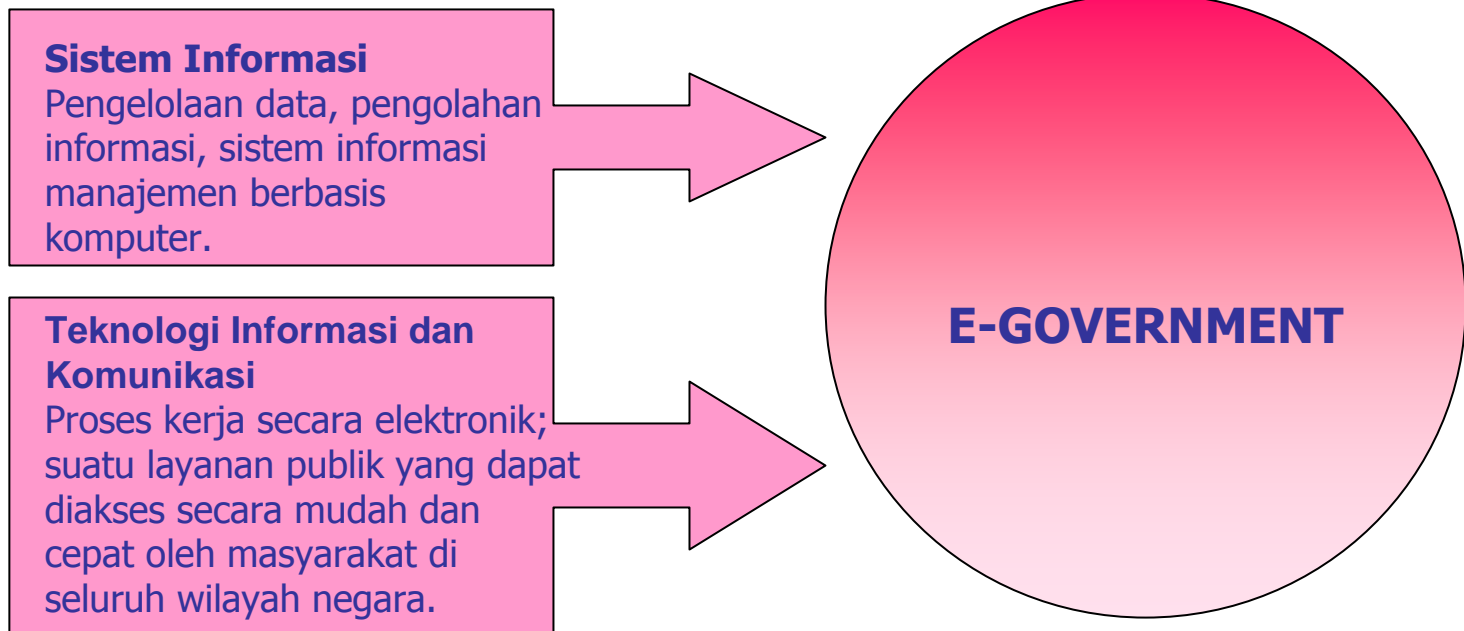 Sistem Informasi
Pengelolaan data, pengolahan
informasi, sistem informasi
manajemen berbasis
komputer.
Teknologi Informasi dan
Komunikasi
Proses kerja secara elektronik;
suatu layanan publik yang dapat
diakses secara mudah dan
cepat oleh masyarakat di
seluruh wilayah negara.
E-GOVERNMENT